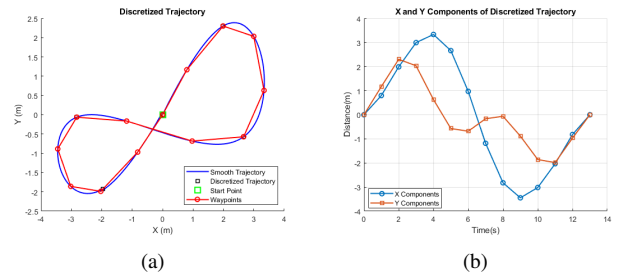 Discretized Trajectory
2.5
2
1.5
1
0.5
0
-0.5
-1
-1.5
-2
-2.5
Y (m)
-4 -3 -2 -1 0 1 2 3 4
X (m)
Smooth Trajectory
Discretized Trajectory
Start Point
Waypoints
(a)
X and Y Components of Discretized Trajectory
4
3
2
1
0
-1
-2
-3
-4
Distance(m)
0 2 4 6 8 10 12 14
Time(s)
X Components
Y Components
(b)